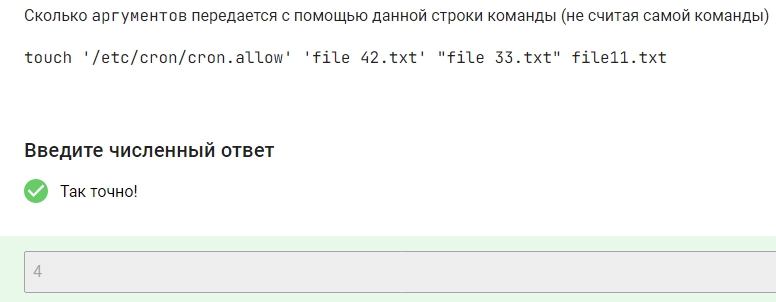 Сколько аргументов передается с помощью данной строки команды (не считая самой команды)
touch '/etc/cron/cron.allow' 'file 42.txt' "file 33.txt" file11.txt
Введите численный ответ
Так точно!
4